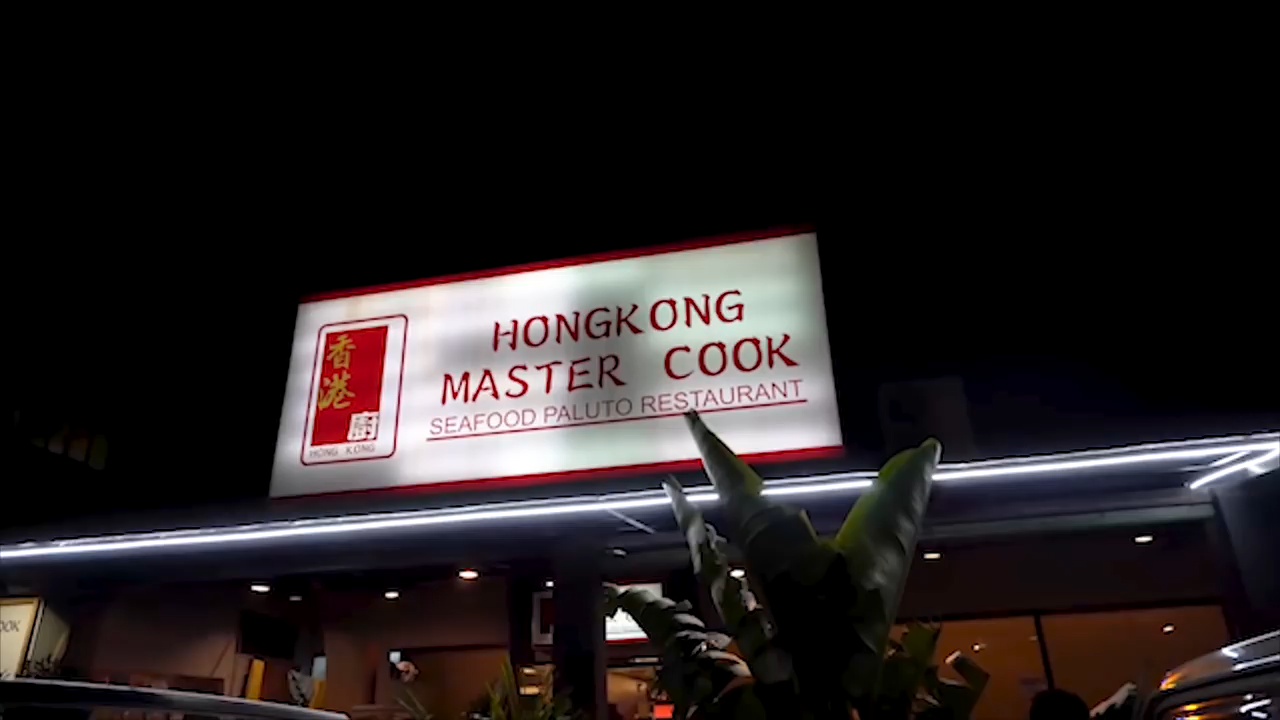 香
港
廚
HONG KONG
HONGKONG
MASTER COOK
SEAFOOD PALUTO RESTAURANT